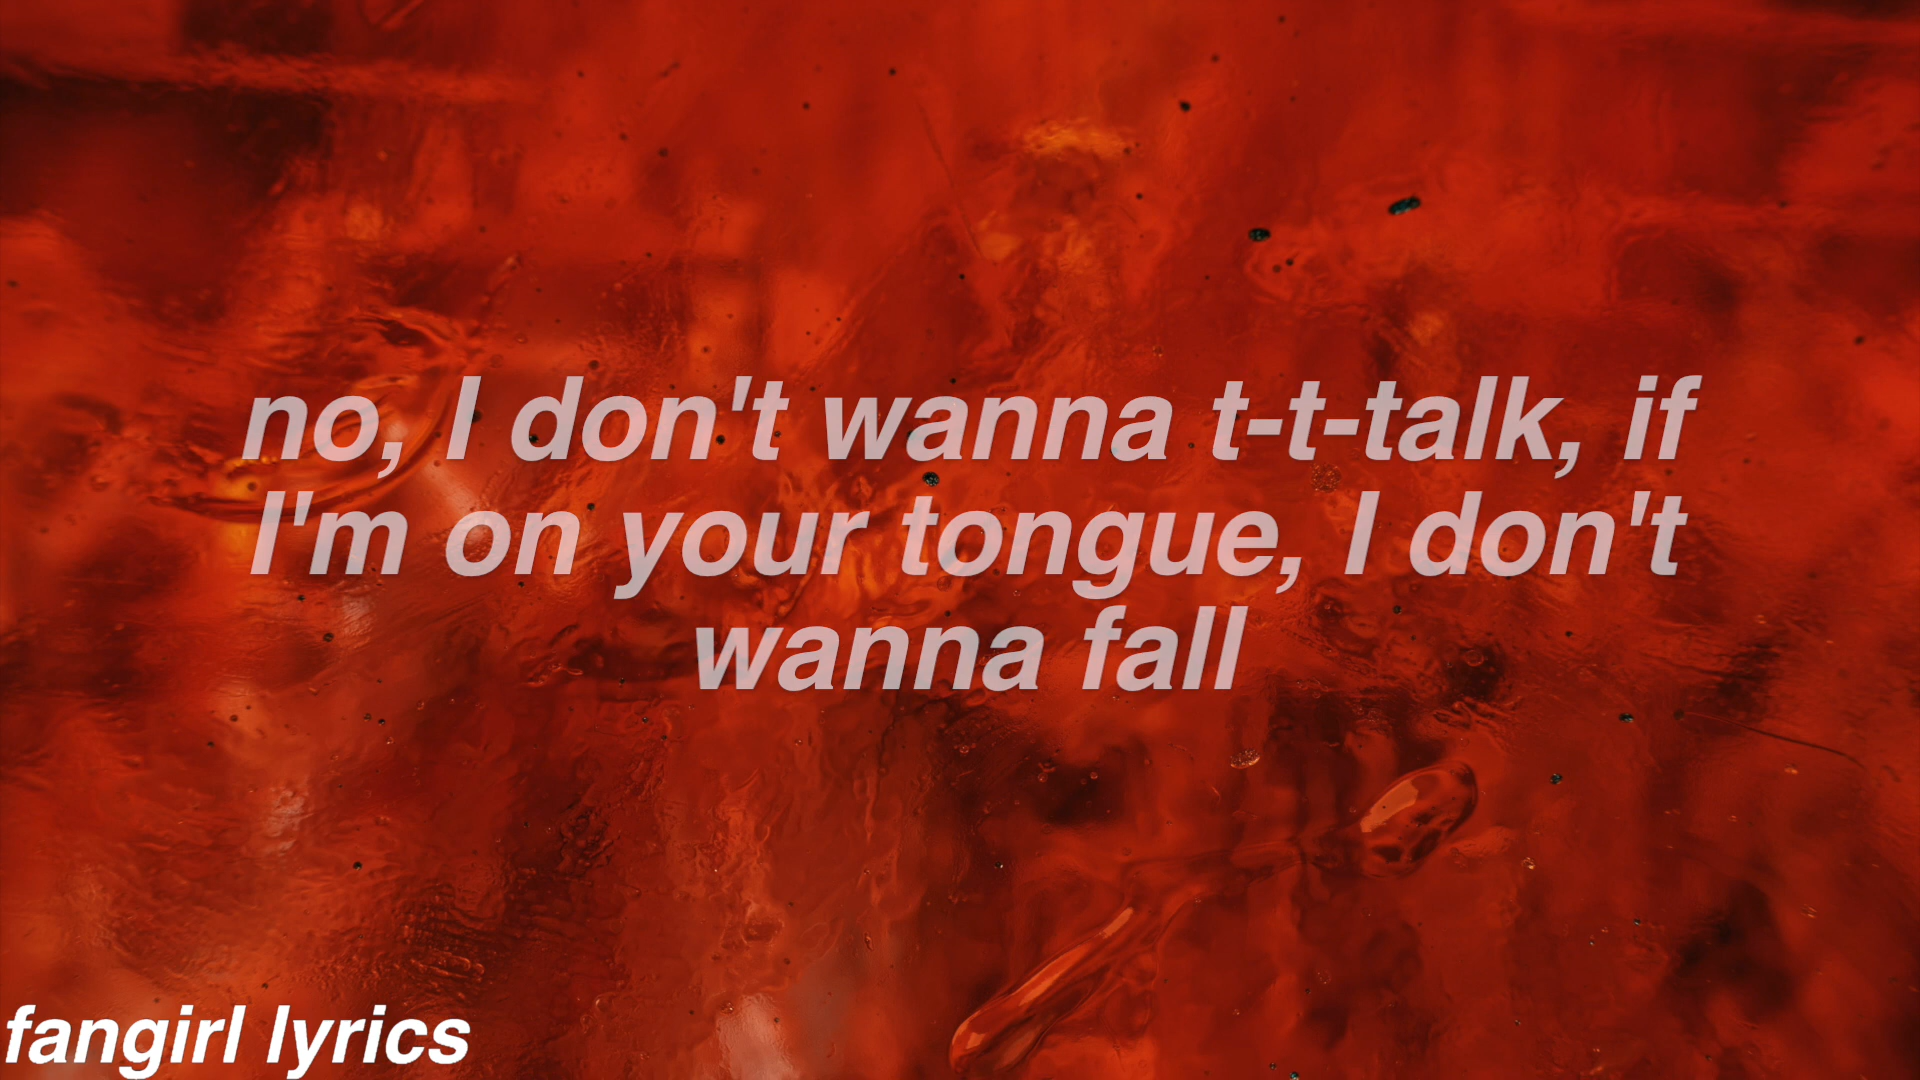 no, I don't wanna t-t-talk, if
I'm on your tongue, I don't
wanna fall
fangirl lyrics